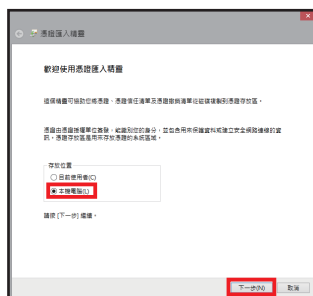 憑證匯入精靈
歡迎使用憑證匯入精靈
這個精靈可協助您將憑證、憑證信任清單及憑證撤銷清單從磁碟複製到憑證存放區。
憑證由憑證授權單位簽發，能識別您的身分，並包含用來保護資料或建立安全網路連線的資
訊。憑證存放區是用來存放憑證的系統區域。
存放位置
目前使用者(C)
本機電腦(L)
請按 [下一步] 繼續。
下一步(N) 取消